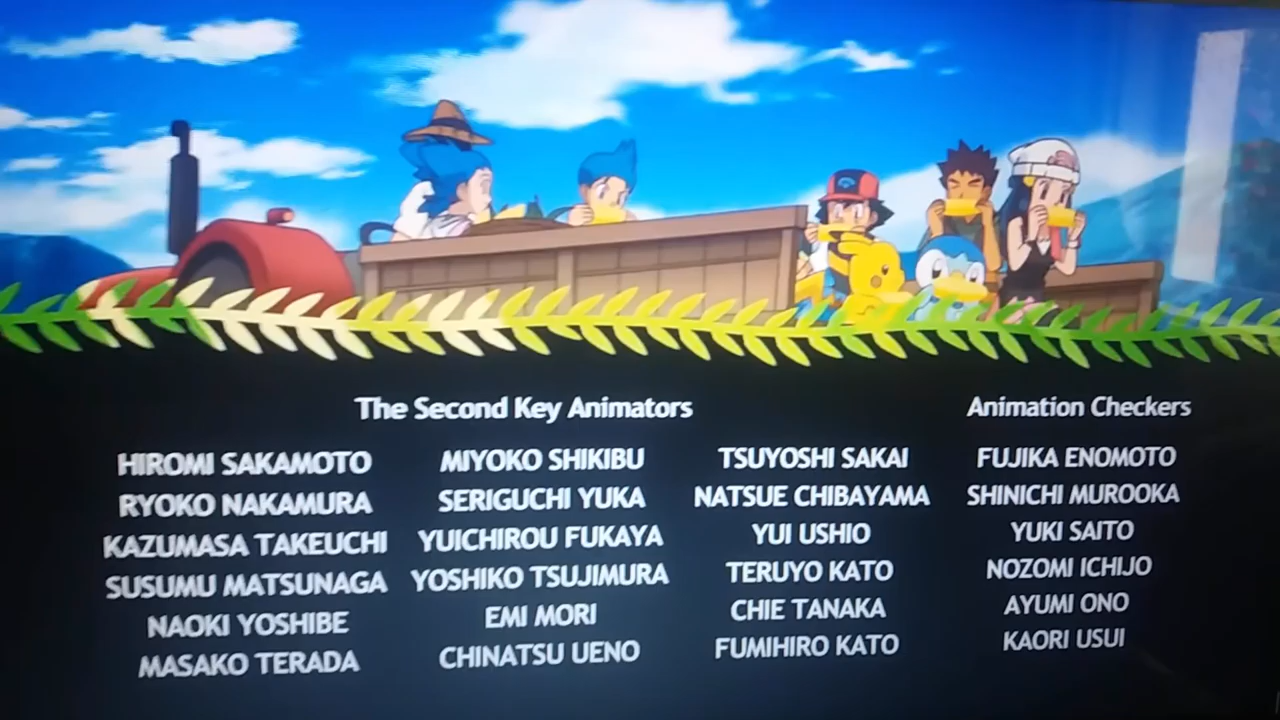 The Second Key Animators
HIROMI SAKAMOTO
RYOKO NAKAMURA
KAZUMASA TAKEUCHI
SUSUMU MATSUNAGA
NAOKI YOSHIBE
MASAKO TERADA
MIYOKO SHIKIBU
SERIGUCHI YUKA
YUICHIROU FUKAYA
YOSHIKO TSUJIMURA
EMI MORI
CHINATSU UENO
TSUYOSHI SAKAI
NATSUE CHIBAYAMA
YUI USHIO
TERUYO KATO
CHIE TANAKA
FUMIHIRO KATO
Animation Checkers
FUJIKA ENOMOTO
SHINICHI MUROOKA
YUKI SAITO
NOZOMI ICHIJO
AYUMI ONO
KAORI USUI